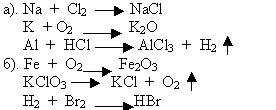 а). Na + Cl2 ⟶ NaCl
K + O2 ⟶ K2O
Al + HCl ⟶ AlCl3 + H2 ↑
б). Fe + O2 ⟶ Fe2O3
KClO3 ⟶ KCl + O2 ↑
H2 + Br2 ⟶ HBr